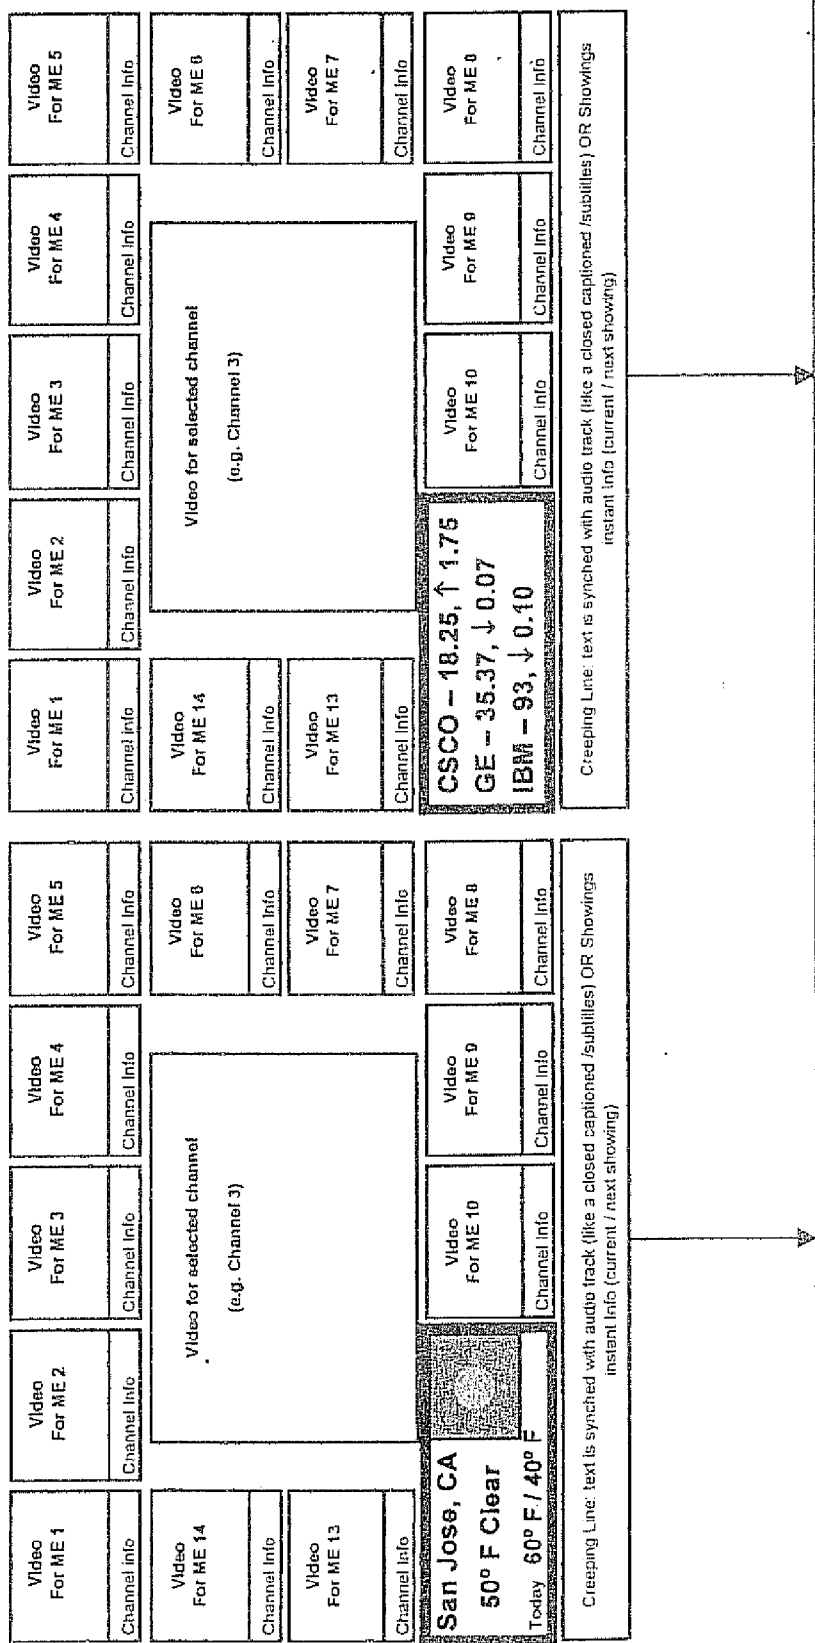 Video
For ME 1
Channel info
Video
For ME 2
Channel Info
Video
For ME 3
Channel Info
Video
For ME 4
Channel Info
Video
For ME 5
Channel Info
Video
For ME 14
Channel Info
Video for selected channel
(e.g. Channel 3)
Video
For ME 6
Channel Info
Video
For ME 13
Channel Info
Video
For ME 7
Channel Info
San Jose, CA
50° F Clear
Today 60° F / 40° F
Video
For ME 10
Channel Info
Video
For ME 9
Channel Info
Video
For ME 8
Channel Info
Creeping Line: text is synched with audio track (like a closed captioned /subtitles) OR Showings
instant Info (current / next showing)
Video
For ME 1
Channel info
Video
For ME 2
Channel Info
Video
For ME 3
Channel Info
Video
For ME 4
Channel Info
Video
For ME 5
Channel Info
Video
For ME 14
Channel Info
Video for selected channel
(e.g. Channel 3)
Video
For ME 6
Channel Info
Video
For ME 13
Channel Info
Video
For ME 7
Channel Info
CSCO – 18.25, ↑ 1.75
GE – 35.37, ↓ 0.07
IBM – 93, ↓ 0.10
Video
For ME 10
Channel Info
Video
For ME 9
Channel Info
Video
For ME 8
Channel Info
Creeping Line: text is synched with audio track (like a closed captioned /subtitles) OR Showings
instant Info (current / next showing)